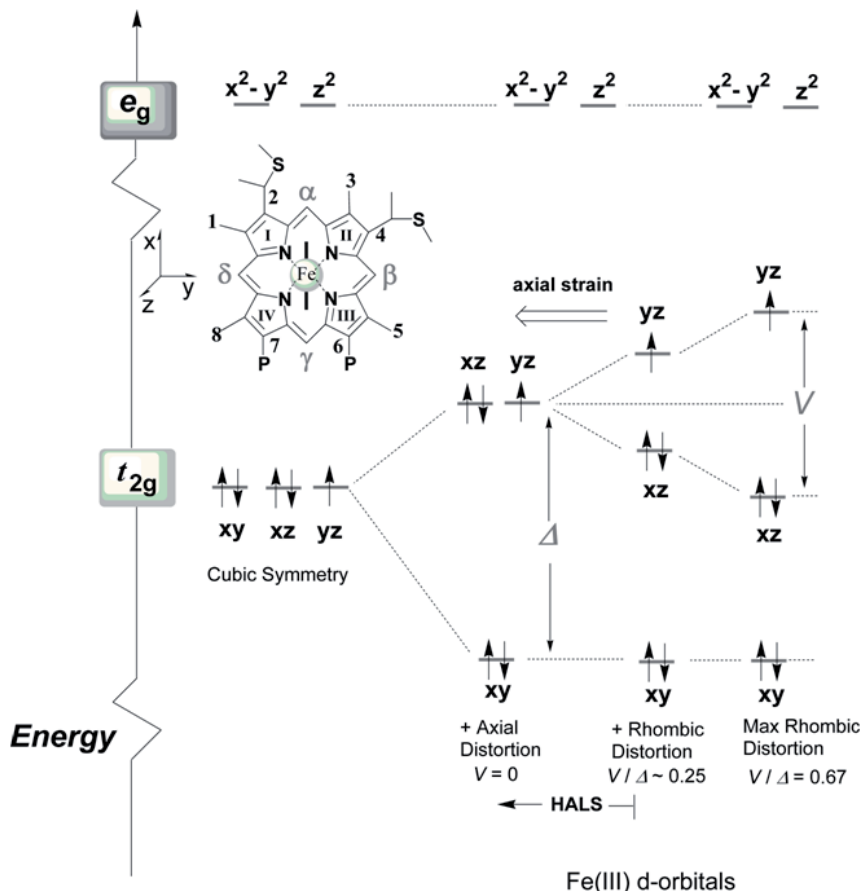 x² - y² z² x² - y² z² x² - y² z²
e_g
S
2 α 3
1 I II 4 S
N N
x
δ Fe β
z y
N N
8 IV III 5
7 γ 6
P P
axial strain
yz
yz
xz yz
V
t_2g
xz
xy xz yz
xz
Cubic Symmetry
Δ
xy xy xy
Energy
+ Axial Distortion V = 0
+ Rhombic Distortion V / Δ ~ 0.25
Max Rhombic Distortion V / Δ = 0.67
HALS
Fe(III) d-orbitals